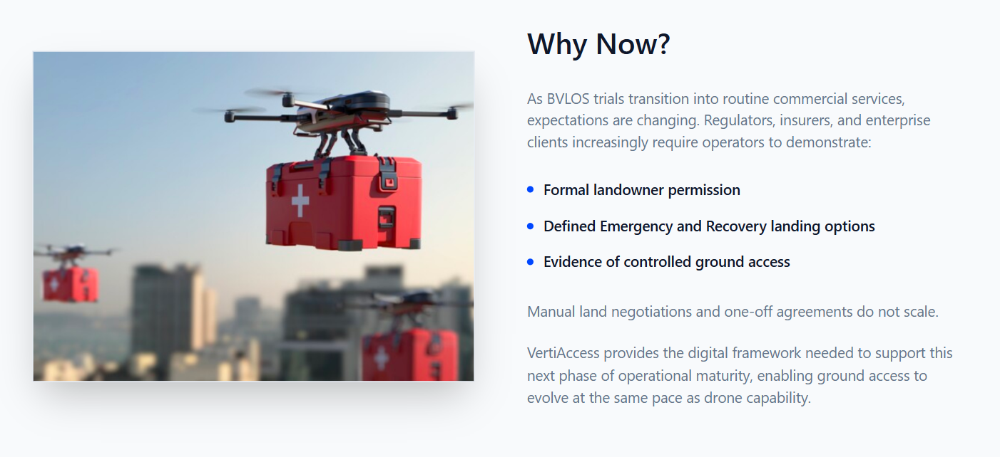 Why Now?
As BVLOS trials transition into routine commercial services,
expectations are changing. Regulators, insurers, and enterprise
clients increasingly require operators to demonstrate:
Formal landowner permission
Defined Emergency and Recovery landing options
Evidence of controlled ground access
Manual land negotiations and one-off agreements do not scale.
VertiAccess provides the digital framework needed to support this
next phase of operational maturity, enabling ground access to
evolve at the same pace as drone capability.